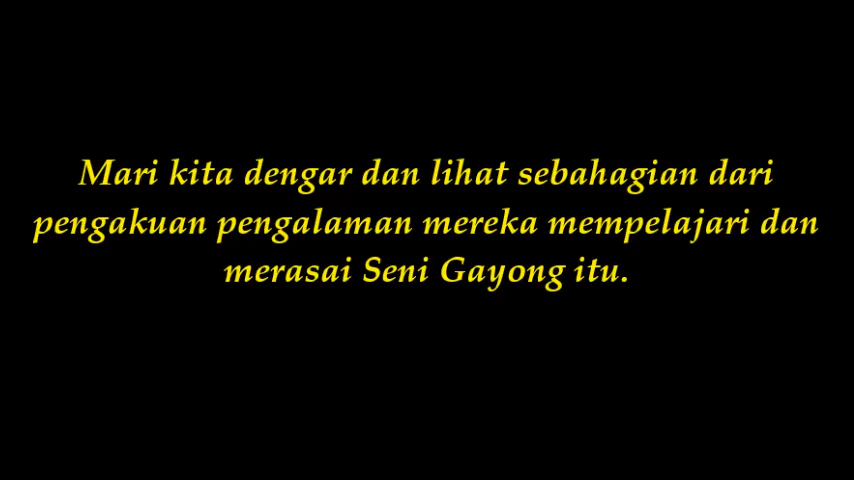 Mari kita dengar dan lihat sebahagian dari
pengakuan pengalaman mereka mempelajari dan
merasai Seni Gayong itu.